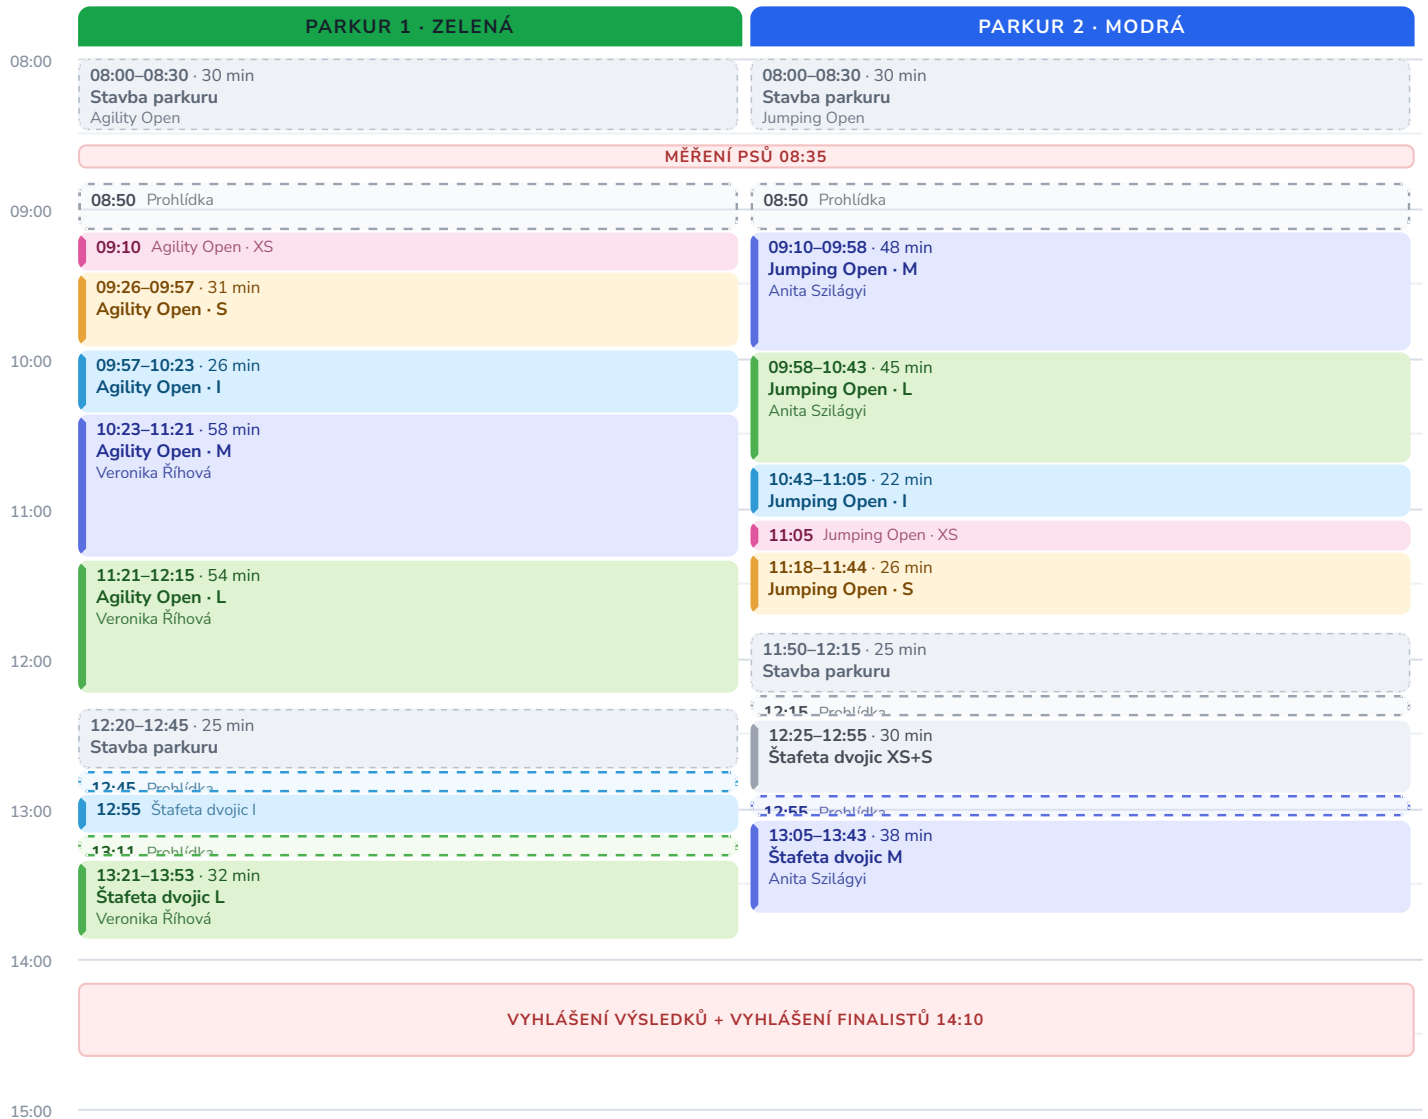 PARKUR 1 · ZELENÁ
PARKUR 2 · MODRÁ
08:00
08:00–08:30 · 30 min
Stavba parkuru
Agility Open
08:00–08:30 · 30 min
Stavba parkuru
Jumping Open
MĚŘENÍ PSŮ 08:35
08:50 Prohlídka
08:50 Prohlídka
09:00
09:10 Agility Open · XS
09:10–09:58 · 48 min
Jumping Open · M
Anita Szilágyi
09:26–09:57 · 31 min
Agility Open · S
10:00
09:57–10:23 · 26 min
Agility Open · I
09:58–10:43 · 45 min
Jumping Open · L
Anita Szilágyi
10:23–11:21 · 58 min
Agility Open · M
Veronika Říhová
10:43–11:05 · 22 min
Jumping Open · I
11:00
11:05 Jumping Open · XS
11:21–12:15 · 54 min
Agility Open · L
Veronika Říhová
11:18–11:44 · 26 min
Jumping Open · S
12:00
11:50–12:15 · 25 min
Stavba parkuru
12:15 Prohlídka
12:20–12:45 · 25 min
Stavba parkuru
12:25–12:55 · 30 min
Štafeta dvojic XS+S
12:45 Prohlídka
13:00
12:55 Štafeta dvojic I
12:55 Prohlídka
13:11 Prohlídka
13:05–13:43 · 38 min
Štafeta dvojic M
Anita Szilágyi
13:21–13:53 · 32 min
Štafeta dvojic L
Veronika Říhová
14:00
VYHLÁŠENÍ VÝSLEDKŮ + VYHLÁŠENÍ FINALISTŮ 14:10
15:00